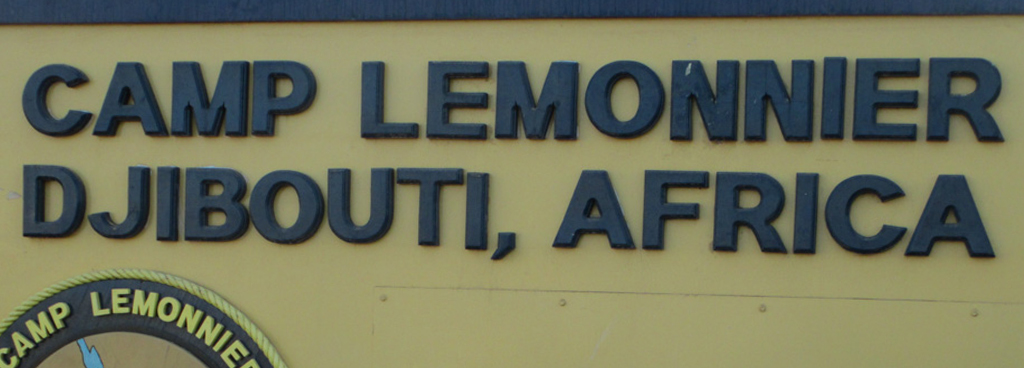 CAMP LEMONNIER
DJIBOUTI, AFRICA
CAMP LEMONNIER